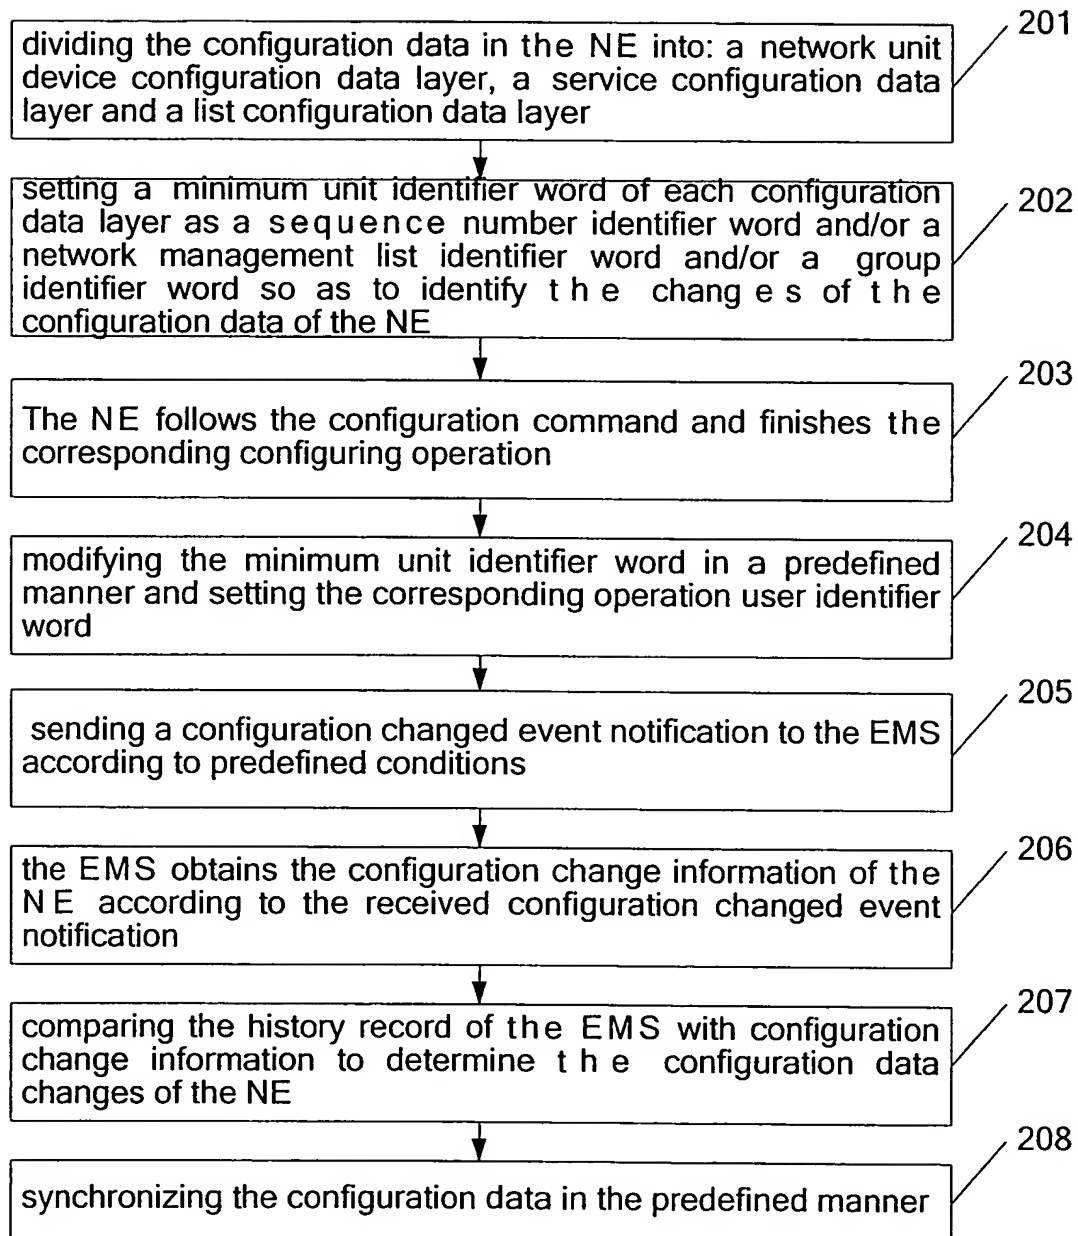 201
dividing the configuration data in the NE into: a network unit
device configuration data layer, a service configuration data
layer and a list configuration data layer
202
setting a minimum unit identifier word of each configuration
data layer as a sequence number identifier word and/or a
network management list identifier word and/or a group
identifier word so as to identify the changes of the
configuration data of the NE
203
The NE follows the configuration command and finishes the
corresponding configuring operation
204
modifying the minimum unit identifier word in a predefined
manner and setting the corresponding operation user identifier
word
205
sending a configuration changed event notification to the EMS
according to predefined conditions
206
the EMS obtains the configuration change information of the
NE according to the received configuration changed event
notification
207
comparing the history record of the EMS with configuration
change information to determine the configuration data
changes of the NE
208
synchronizing the configuration data in the predefined manner